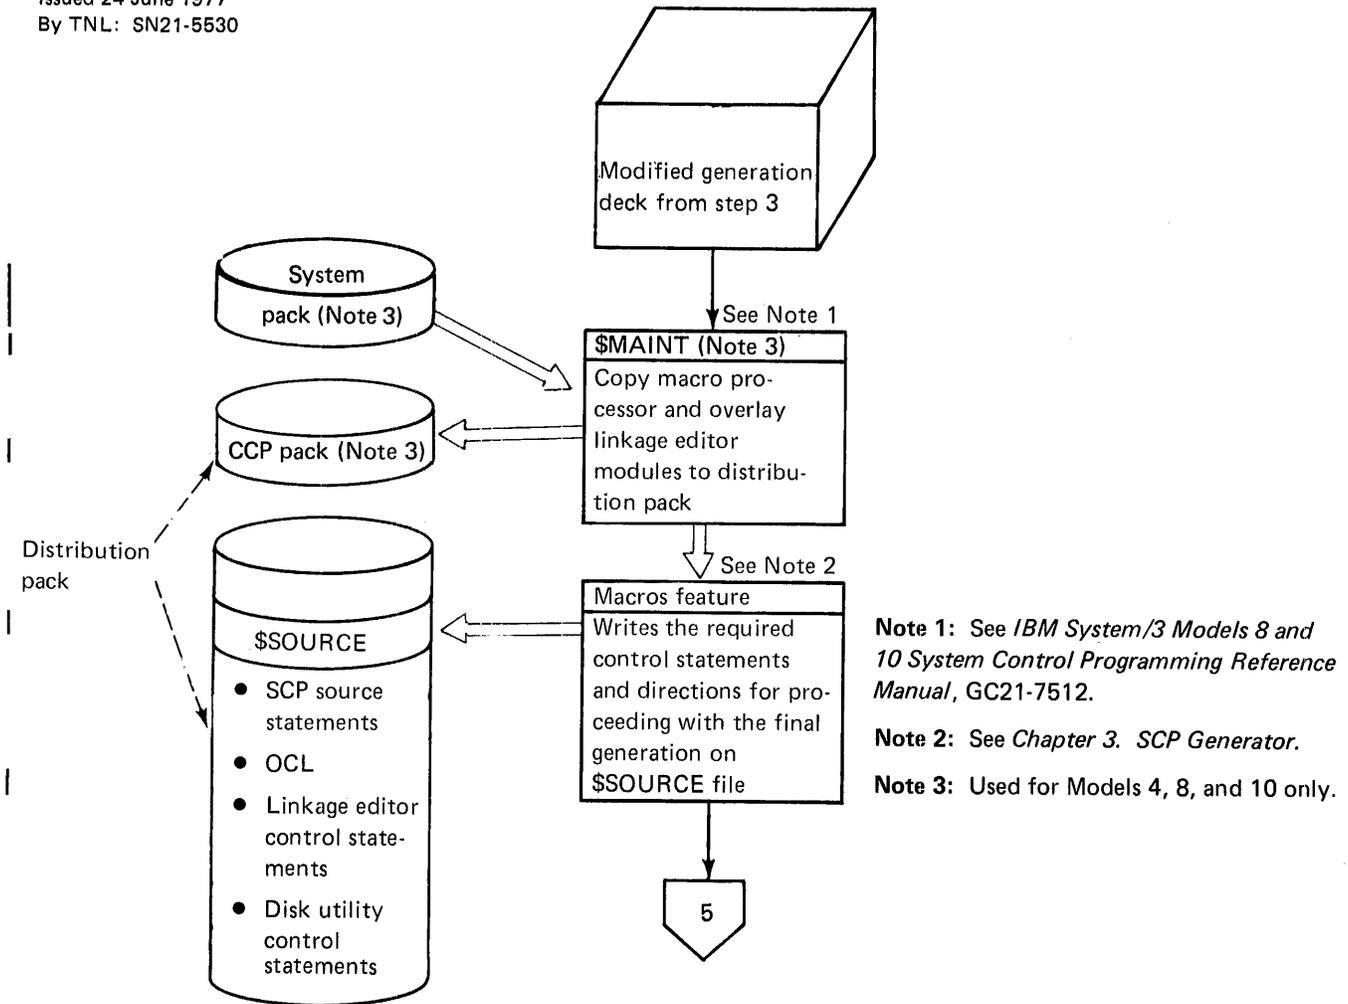 Issued 24 June 1977
By TNL: SN21-5530
Modified generation
deck from step 3
System
pack (Note 3)
See Note 1
$MAINT (Note 3)
Copy macro pro-
cessor and overlay
linkage editor
modules to distribu-
tion pack
CCP pack (Note 3)
Distribution
pack
See Note 2
Macros feature
Writes the required
control statements
and directions for pro-
ceeding with the final
generation on
$SOURCE file
$SOURCE
● SCP source
statements
● OCL
● Linkage editor
control state-
ments
● Disk utility
control
statements
Note 1: See IBM System/3 Models 8 and
10 System Control Programming Reference
Manual, GC21-7512.
Note 2: See Chapter 3. SCP Generator.
Note 3: Used for Models 4, 8, and 10 only.
5